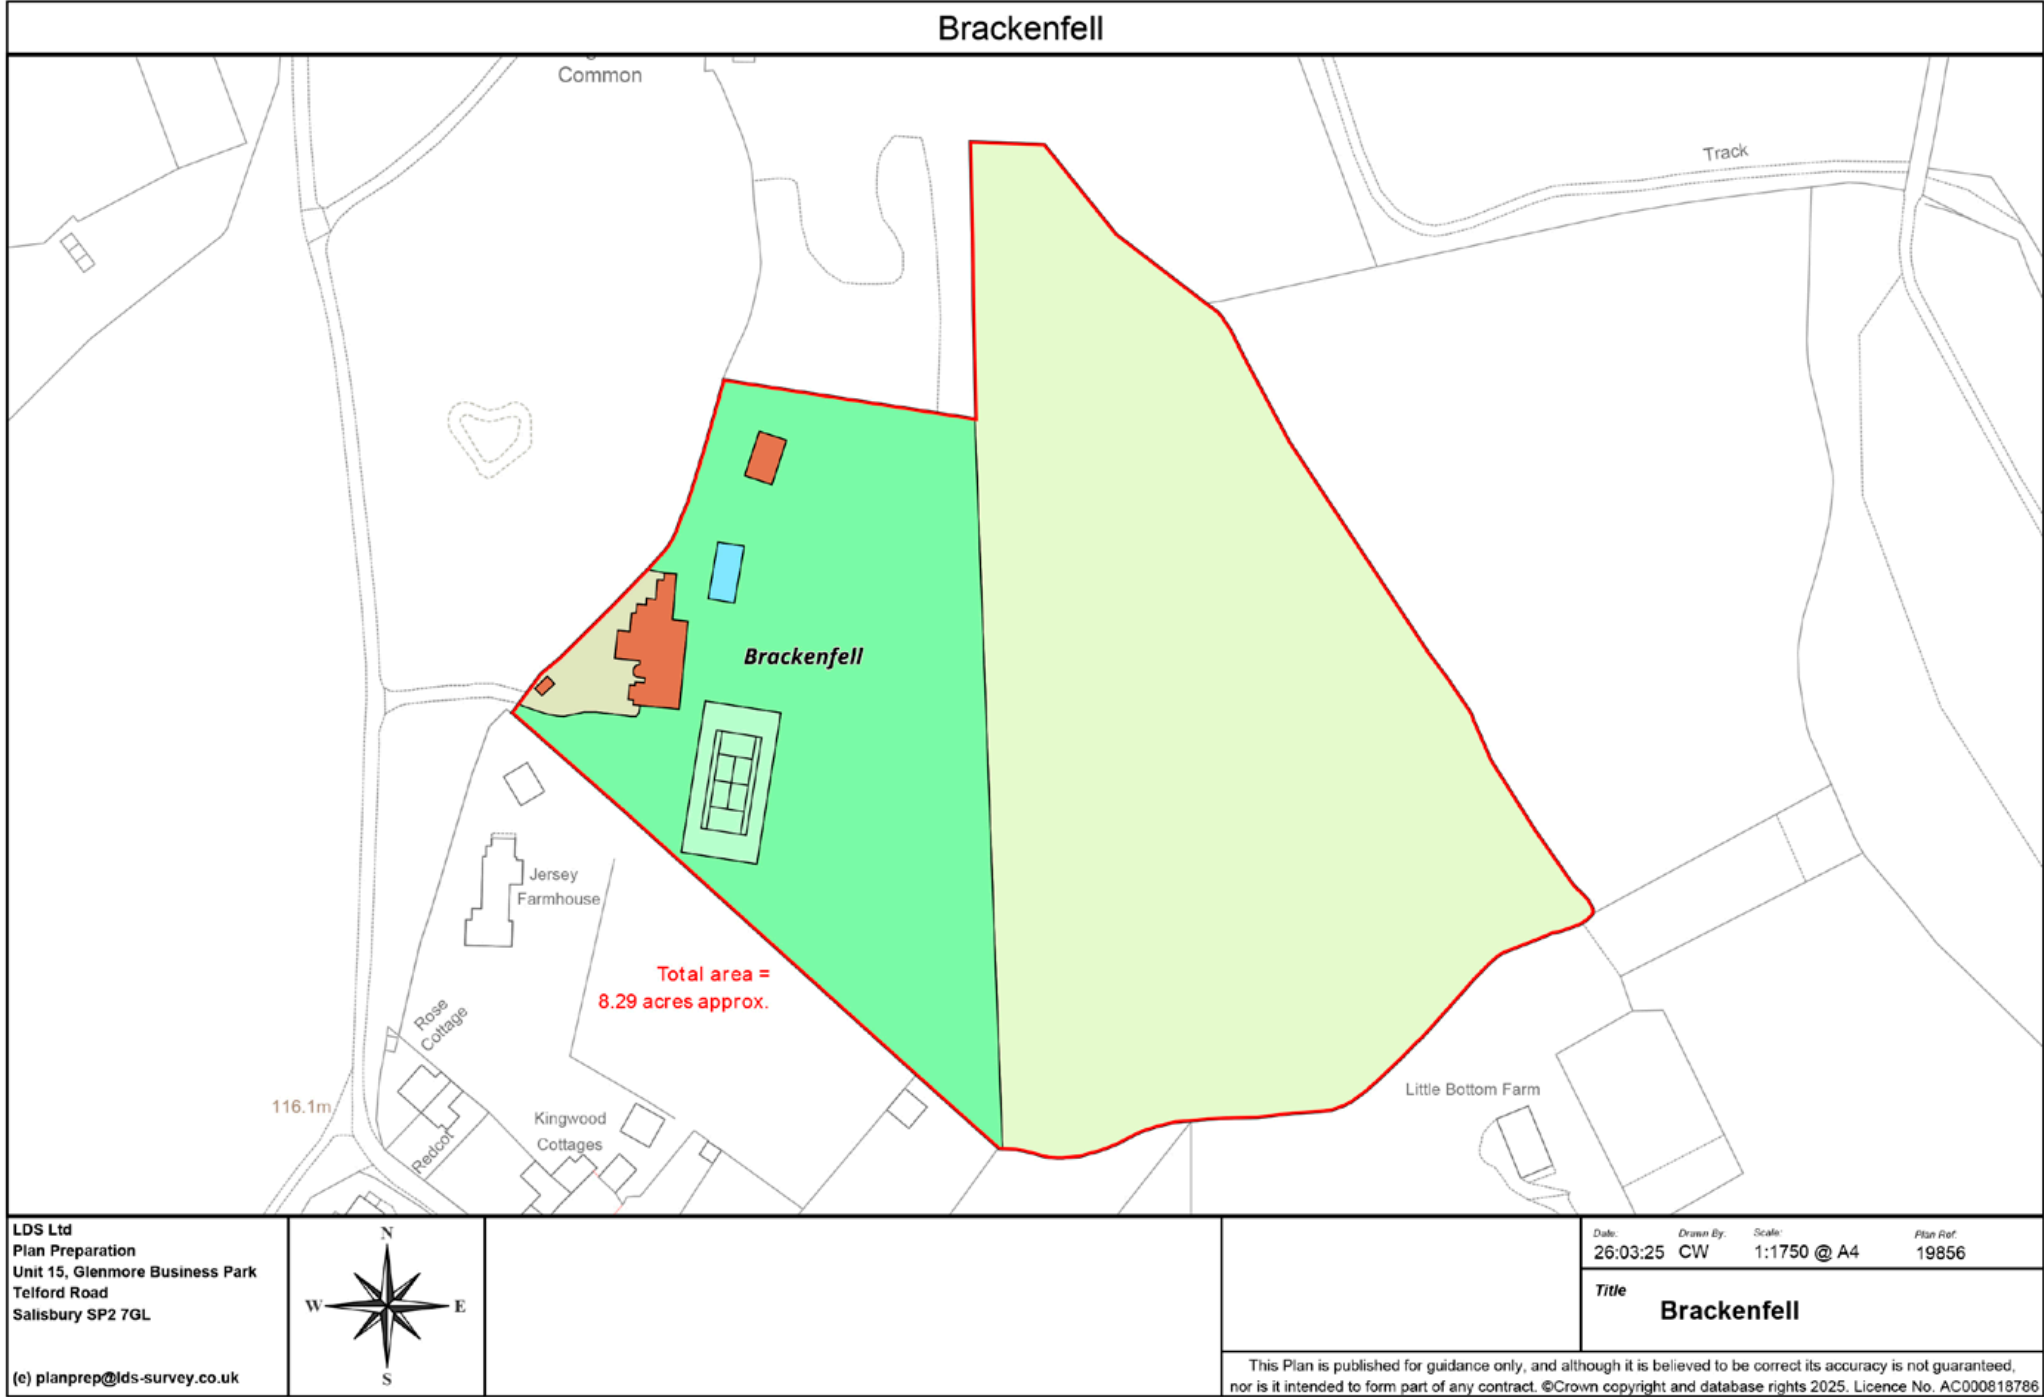 Brackenfell
Common
Track
Brackenfell
Jersey
Farmhouse
Total area =
8.29 acres approx.
Rose
Cottage
116.1m
Redcot
Kingwood
Cottages
Little Bottom Farm
LDS Ltd
Plan Preparation
Unit 15, Glenmore Business Park
Telford Road
Salisbury SP2 7GL
(e) planprep@lds-survey.co.uk
N
W E
S
Date: Drawn By: Scale: Plan Ref:
26:03:25 CW 1:1750 @ A4 19856
Title
Brackenfell
This Plan is published for guidance only, and although it is believed to be correct its accuracy is not guaranteed,
nor is it intended to form part of any contract. ©Crown copyright and database rights 2025. Licence No. AC000818786